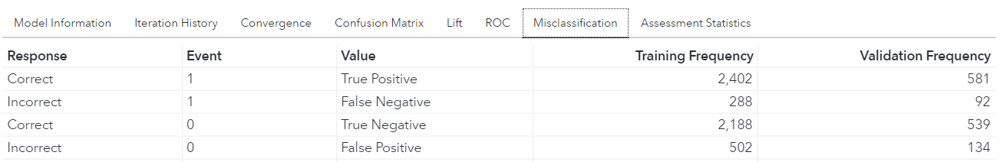 Model Information Iteration History Convergence Confusion Matrix Lift ROC Misclassification Assessment Statistics
Response Event Value Training Frequency Validation Frequency
Correct 1 True Positive 2,402 581
Incorrect 1 False Negative 288 92
Correct 0 True Negative 2,188 539
Incorrect 0 False Positive 502 134